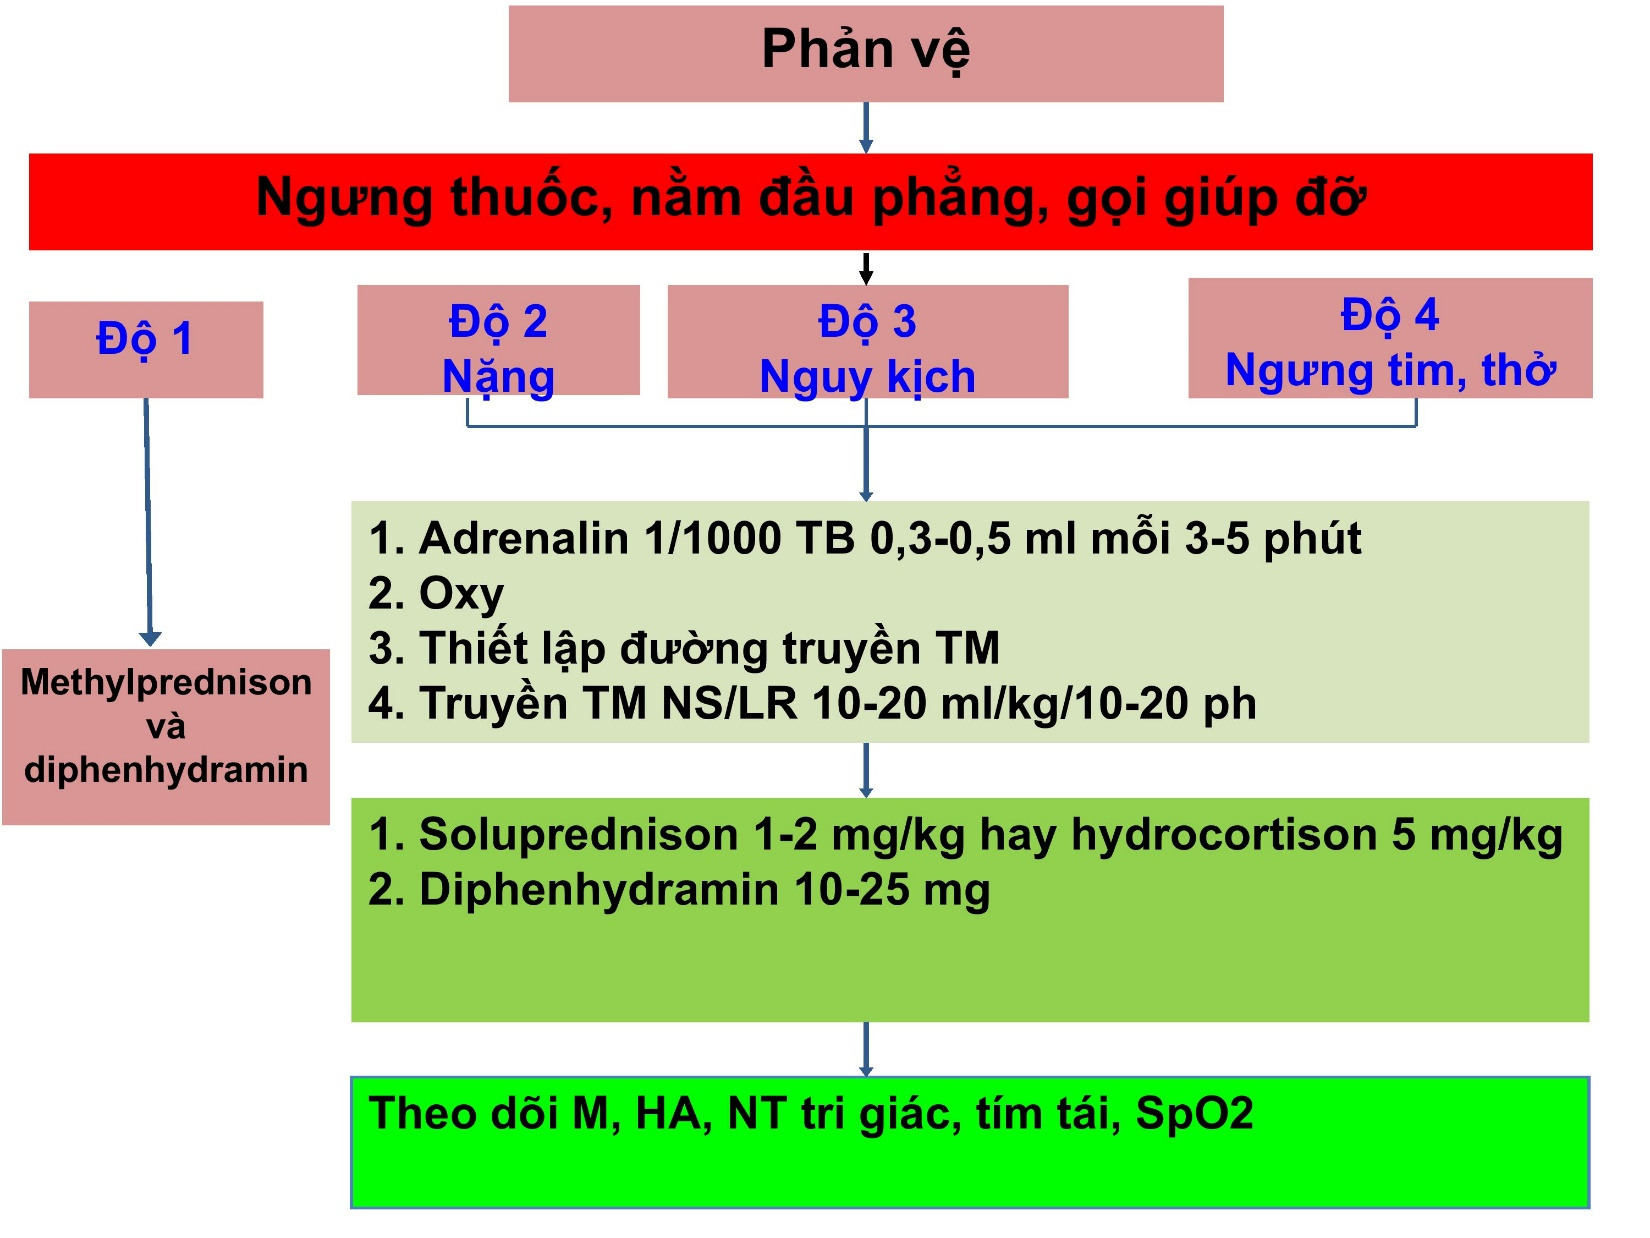 Phản vệ
Ngưng thuốc, nằm đầu phẳng, gọi giúp đỡ
Độ 1
Độ 2
Nặng
Độ 3
Nguy kịch
Độ 4
Ngưng tim, thở
Methylprednison
và
diphenhydramin
1. Adrenalin 1/1000 TB 0,3-0,5 ml mỗi 3-5 phút
2. Oxy
3. Thiết lập đường truyền TM
4. Truyền TM NS/LR 10-20 ml/kg/10-20 ph
1. Soluprednison 1-2 mg/kg hay hydrocortison 5 mg/kg
2. Diphenhydramin 10-25 mg
Theo dõi M, HA, NT tri giác, tím tái, SpO2